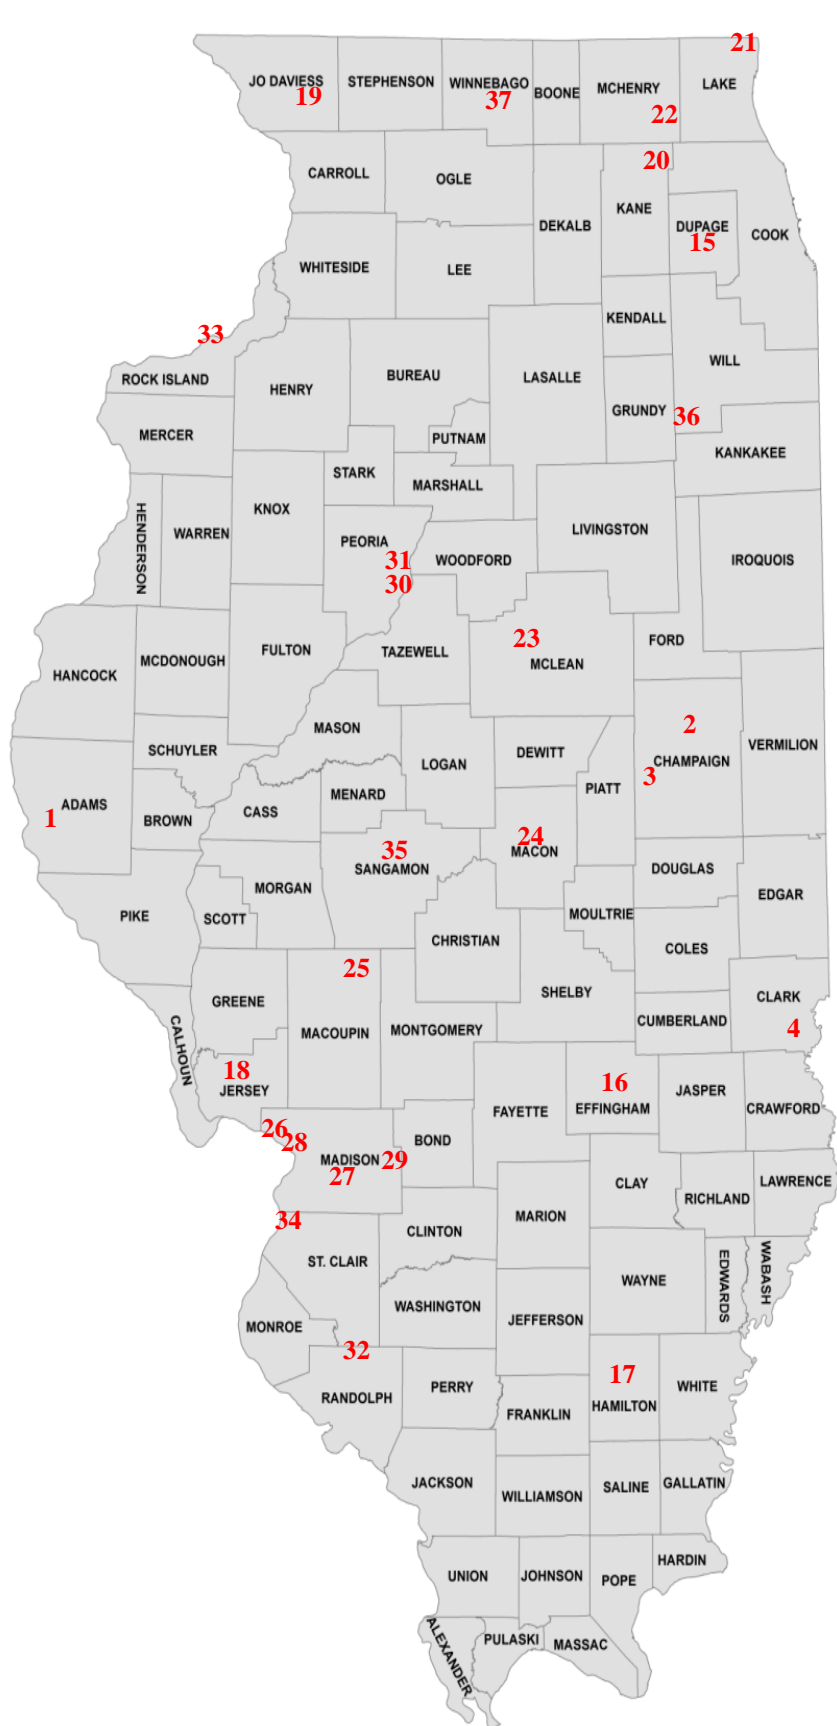 21
JO DAVIESS
STEPHENSON
WINNEBAGO
BOONE
MCHENRY
LAKE
19
37
22
20
CARROLL
OGLE
DEKALB
KANE
DUPAGE
15
COOK
WHITESIDE
LEE
KENDALL
33
ROCK ISLAND
HENRY
BUREAU
LASALLE
WILL
GRUNDY
36
MERCER
PUTNAM
KANKAKEE
STARK
MARSHALL
HENDERSON
WARREN
KNOX
PEORIA
31
30
WOODFORD
LIVINGSTON
IROQUOIS
HANCOCK
MCDONOUGH
FULTON
TAZEWELL
23
MCLEAN
FORD
SCHUYLER
MASON
LOGAN
DEWITT
PIATT
2
3
CHAMPAIGN
VERMILION
1
ADAMS
BROWN
CASS
MENARD
35
SANGAMON
24
MACON
DOUGLAS
EDGAR
PIKE
SCOTT
MORGAN
CHRISTIAN
MOULTRIE
COLES
25
GREENE
MACOUPIN
MONTGOMERY
SHELBY
CUMBERLAND
CLARK
4
CALHOUN
18
JERSEY
16
EFFINGHAM
FAYETTE
JASPER
CRAWFORD
26
28
MADISON
27
29
BOND
CLAY
RICHLAND
LAWRENCE
34
ST. CLAIR
CLINTON
MARION
WAYNE
EDWARDS
WABASH
MONROE
WASHINGTON
JEFFERSON
32
RANDOLPH
PERRY
FRANKLIN
17
HAMILTON
WHITE
JACKSON
WILLIAMSON
SALINE
GALLATIN
UNION
JOHNSON
POPE
HARDIN
ALEXANDER
PULASKI
MASSAC